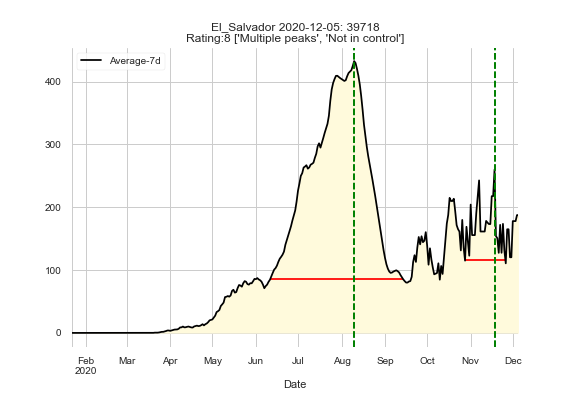 El_Salvador 2020-12-05: 39718
Rating:8 ['Multiple peaks', 'Not in control']
Average-7d
400
300
200
100
0
Feb Mar Apr May Jun Jul Aug Sep Oct Nov Dec
2020
Date